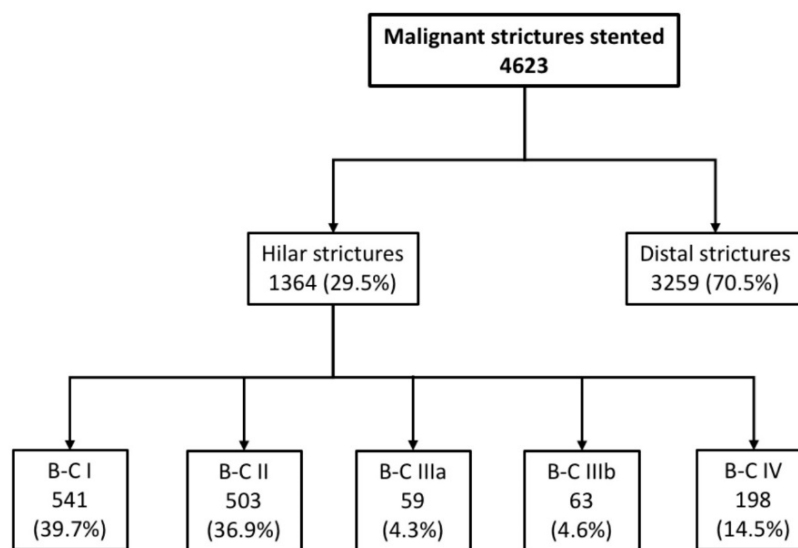 Malignant strictures stented
4623
Hilar strictures
1364 (29.5%)
Distal strictures
3259 (70.5%)
B-C I
541
(39.7%)
B-C II
503
(36.9%)
B-C IIIa
59
(4.3%)
B-C IIIb
63
(4.6%)
B-C IV
198
(14.5%)